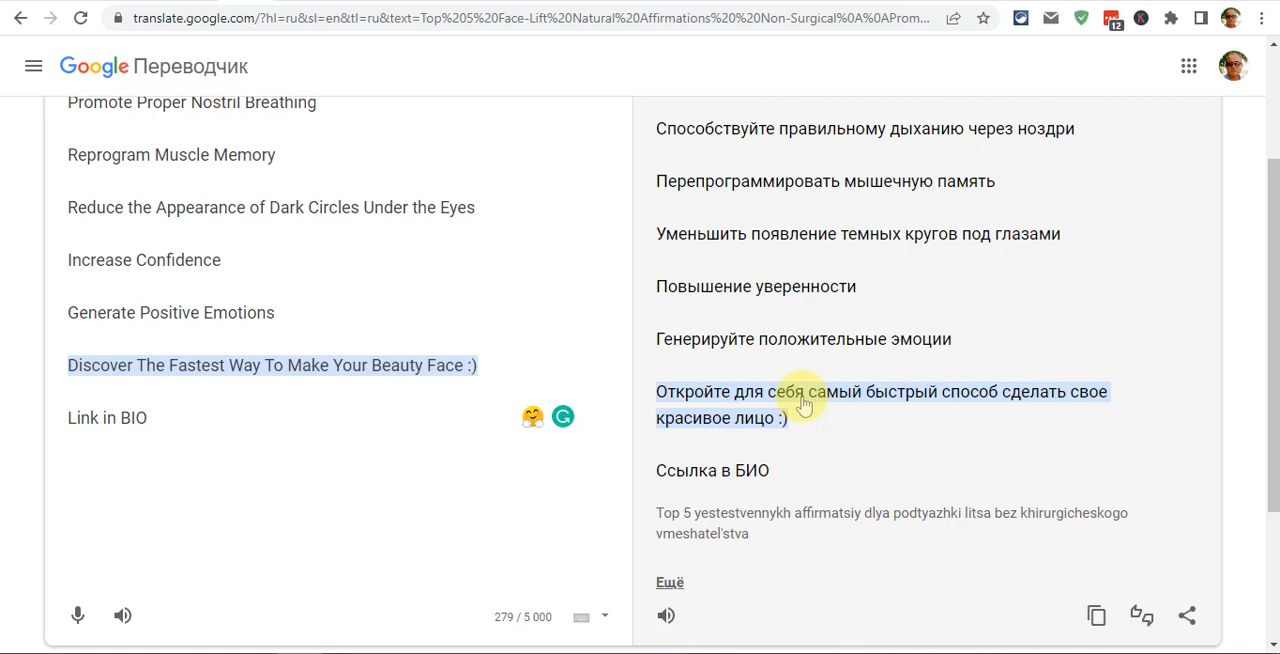 translate.google.com/?hl=ru&sl=en&tl=ru&text=Top%205%20Face-Lift%20Natural%20Affirmations%20%20Non-Surgical%0A%0AProm...
12
K
Google Переводчик
Promote Proper Nostril Breathing
Reprogram Muscle Memory
Reduce the Appearance of Dark Circles Under the Eyes
Increase Confidence
Generate Positive Emotions
Discover The Fastest Way To Make Your Beauty Face :)
Link in BIO
279 / 5 000
Способствуйте правильному дыханию через ноздри
Перепрограммировать мышечную память
Уменьшить появление темных кругов под глазами
Повышение уверенности
Генерируйте положительные эмоции
Откройте для себя самый быстрый способ сделать свое
красивое лицо :)
Ссылка в БИО
Top 5 yestestvennykh affirmatsiy dlya podtyazhki litsa bez khirurgicheskogo
vmeshatel'stva
Ещё